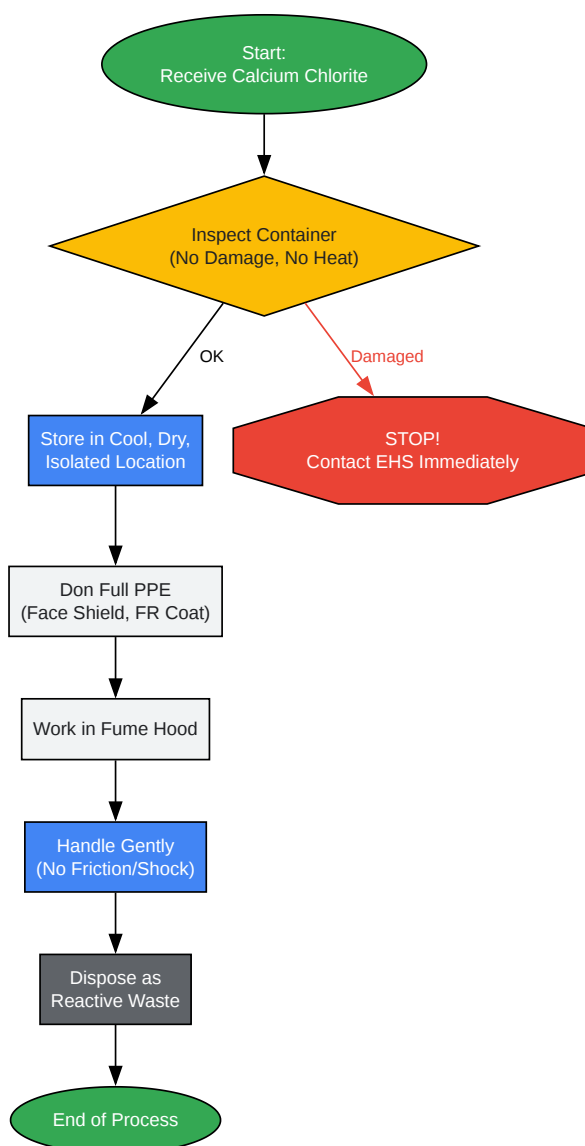 Start:
Receive Calcium Chlorite
Inspect Container
(No Damage, No Heat)
OK
Damaged
Store in Cool, Dry,
Isolated Location
STOP!
Contact EHS Immediately
Don Full PPE
(Face Shield, FR Coat)
Work in Fume Hood
Handle Gently
(No Friction/Shock)
Dispose as
Reactive Waste
End of Process